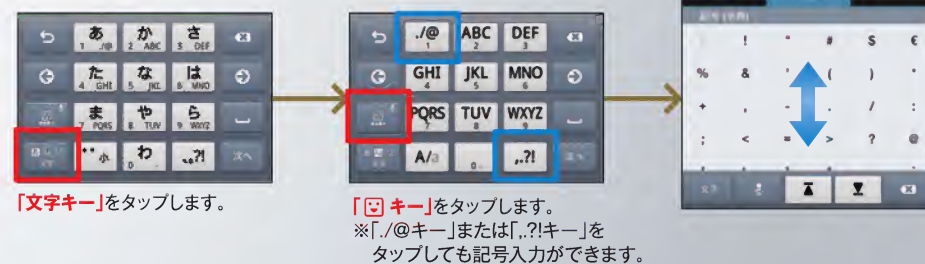 あ 1 ./@
か 2 ABC
さ 3 DEF
た 4 GHI
な 5 JKL
は 6 MNO
ま 7 PQRS
や 8 TUV
ら 9 WXYZ
小
わ 0
､｡?!
次へ
「文字キー」をタップします。
./@ 1
ABC 2
DEF 3
GHI 4
JKL 5
MNO 6
PQRS 7
TUV 8
WXYZ 9
A/a
0
,.?!
次へ
「 キー」をタップします。
※「./@キー」または「,.?!キー」を
タップしても記号入力ができます。
! " # $ €
% & ' ( ) *
+ , - . / :
; < = > ? @